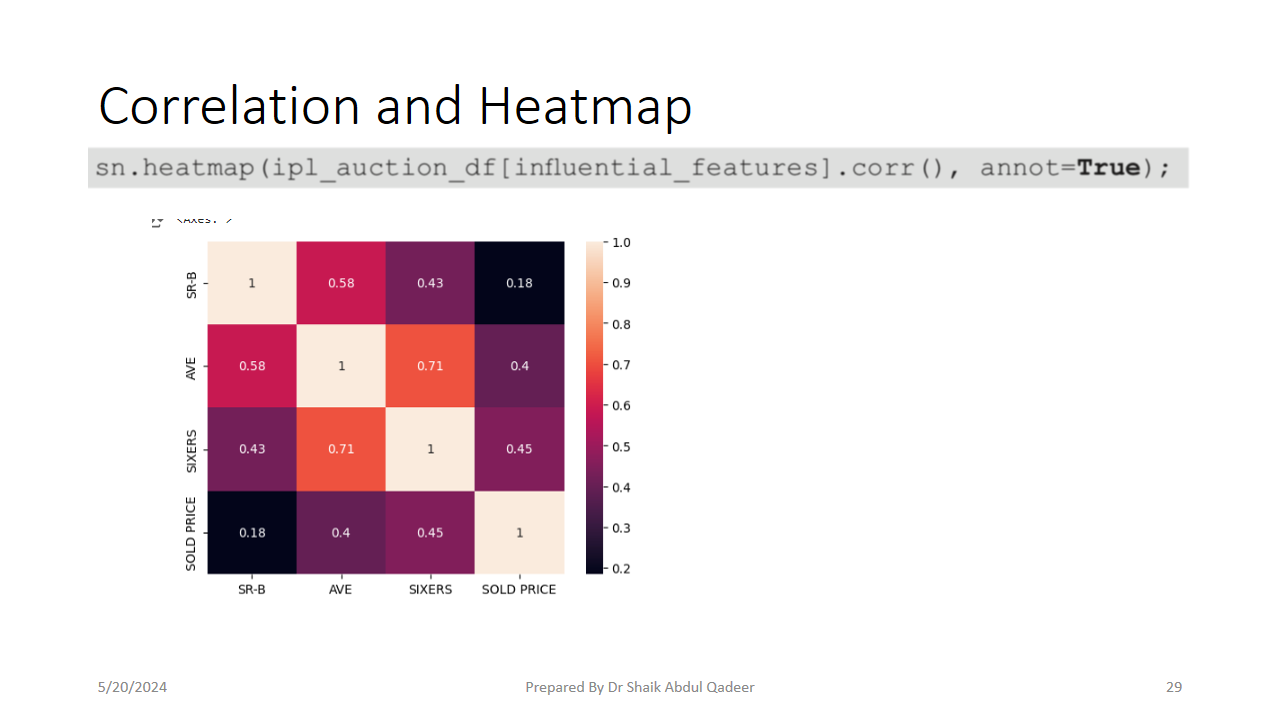 Correlation and Heatmap
sn.heatmap(ipl_auction_df[influential_features].corr(), annot=True);
1.0
SR-B 1 0.58 0.43 0.18
0.9
0.8
AVE 0.58 1 0.71 0.4
0.7
0.6
SIXERS 0.43 0.71 1 0.45
0.5
0.4
SOLD PRICE 0.18 0.4 0.45 1
0.3
0.2
SR-B AVE SIXERS SOLD PRICE
5/20/2024 Prepared By Dr Shaik Abdul Qadeer 29